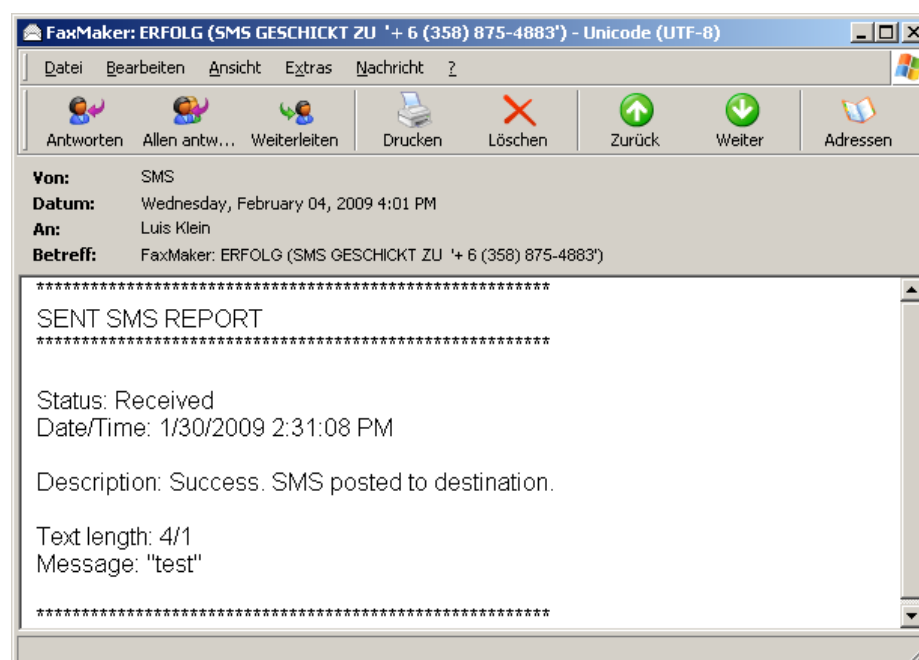 FaxMaker: ERFOLG (SMS GESCHICKT ZU '+ 6 (358) 875-4883') - Unicode (UTF-8)
Datei Bearbeiten Ansicht Extras Nachricht ?
Antworten Allen antw... Weiterleiten Drucken Löschen Zurück Weiter Adressen
Von: SMS
Datum: Wednesday, February 04, 2009 4:01 PM
An: Luis Klein
Betreff: FaxMaker: ERFOLG (SMS GESCHICKT ZU '+ 6 (358) 875-4883')
*********************************************************
SENT SMS REPORT
*********************************************************
Status: Received
Date/Time: 1/30/2009 2:31:08 PM
Description: Success. SMS posted to destination.
Text length: 4/1
Message: "test"
*********************************************************